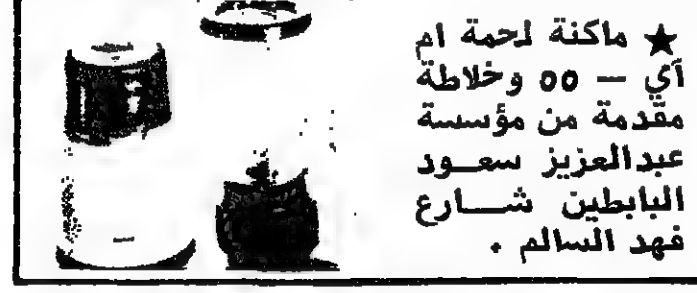 ★ ماكنة لحمة ام
آي — ٥٥ وخلاطة
مقدمة من مؤسسة
عبدالعزيز سعود
البابطين شارع
فهد السالم .